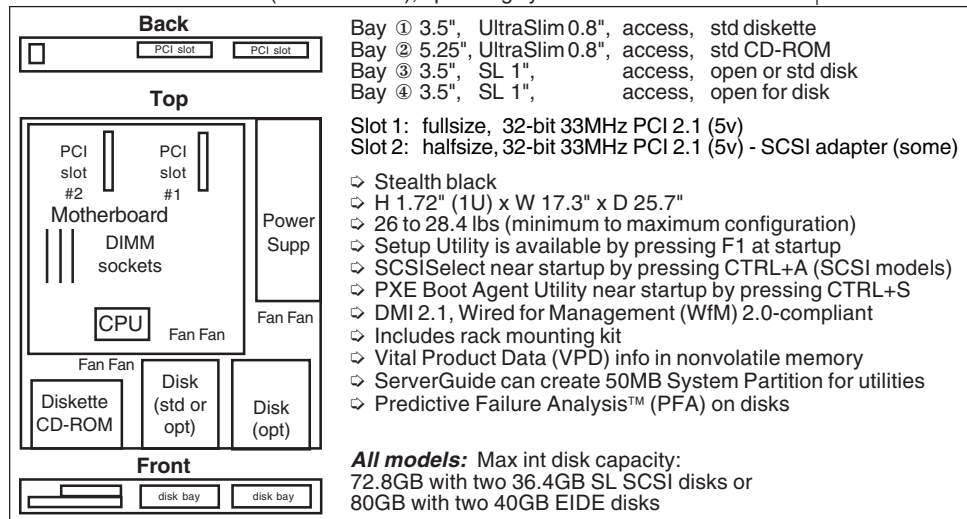 Back
PCI slot PCI slot
Top
PCI slot #2
PCI slot #1
Motherboard
DIMM sockets
CPU
Power Supp
Fan Fan
Fan Fan
Fan Fan
Diskette CD-ROM
Disk (std or opt)
Disk (opt)
Front
disk bay disk bay
Bay ① 3.5", UltraSlim 0.8", access, std diskette
Bay ② 5.25", UltraSlim 0.8", access, std CD-ROM
Bay ③ 3.5", SL 1", access, open or std disk
Bay ④ 3.5", SL 1", access, open for disk
Slot 1: fullsize, 32-bit 33MHz PCI 2.1 (5v)
Slot 2: halfsize, 32-bit 33MHz PCI 2.1 (5v) - SCSI adapter (some)
➪ Stealth black
➪ H 1.72" (1U) x W 17.3" x D 25.7"
➪ 26 to 28.4 lbs (minimum to maximum configuration)
➪ Setup Utility is available by pressing F1 at startup
➪ SCSISelect near startup by pressing CTRL+A (SCSI models)
➪ PXE Boot Agent Utility near startup by pressing CTRL+S
➪ DMI 2.1, Wired for Management (WfM) 2.0-compliant
➪ Includes rack mounting kit
➪ Vital Product Data (VPD) info in nonvolatile memory
➪ ServerGuide can create 50MB System Partition for utilities
➪ Predictive Failure Analysis™ (PFA) on disks
All models: Max int disk capacity:
72.8GB with two 36.4GB SL SCSI disks or
80GB with two 40GB EIDE disks